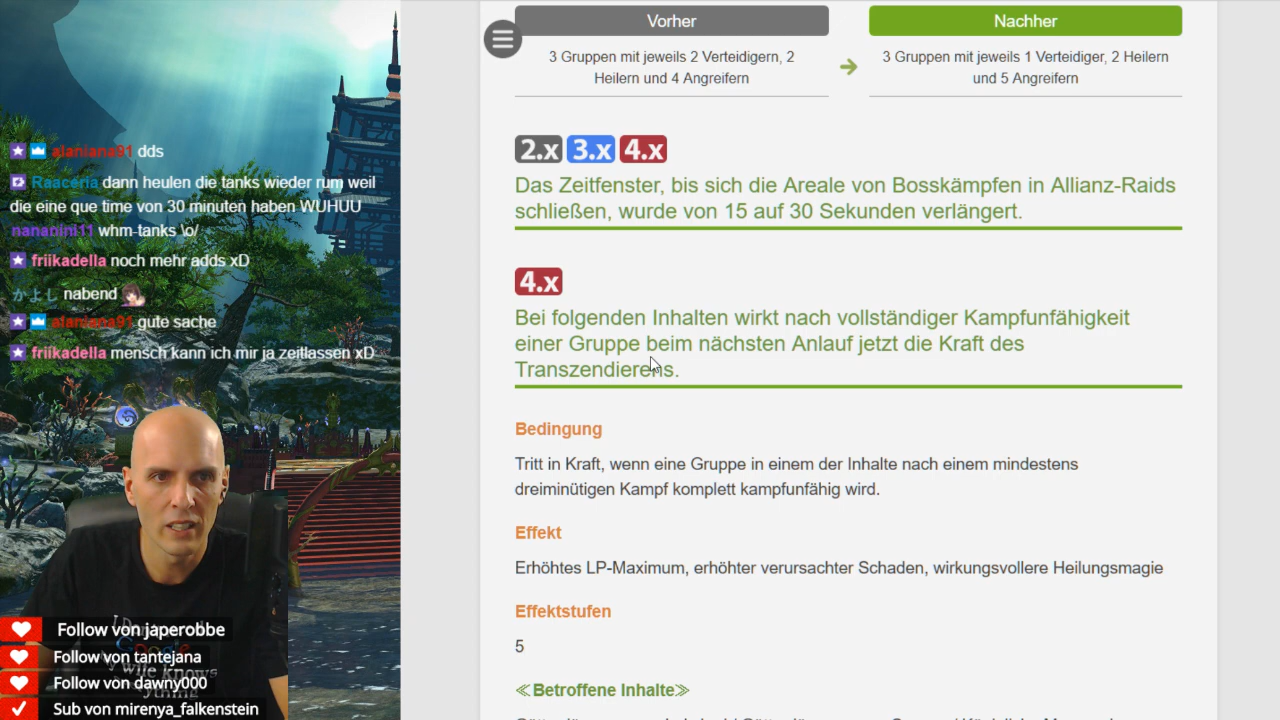 alaniana91 dds
Raaceria dann heulen die tanks wieder rum weil
die eine que time von 30 minuten haben WUHUU
nananini11 whm-tanks \o/
friikadella noch mehr adds xD
かよし nabend
alaniana91 gute sache
friikadella mensch kann ich mir ja zeitlassen xD
Follow von japerobbe
Follow von tantejana
Follow von dawny000
Sub von mirenya_falkenstein
Vorher
Nachher
3 Gruppen mit jeweils 2 Verteidigern, 2
Heilern und 4 Angreifern
3 Gruppen mit jeweils 1 Verteidiger, 2 Heilern
und 5 Angreifern
2.x 3.x 4.x
Das Zeitfenster, bis sich die Areale von Bosskämpfen in Allianz-Raids
schließen, wurde von 15 auf 30 Sekunden verlängert.
4.x
Bei folgenden Inhalten wirkt nach vollständiger Kampfunfähigkeit
einer Gruppe beim nächsten Anlauf jetzt die Kraft des
Transzendierens.
Bedingung
Tritt in Kraft, wenn eine Gruppe in einem der Inhalte nach einem mindestens
dreiminütigen Kampf komplett kampfunfähig wird.
Effekt
Erhöhtes LP-Maximum, erhöhter verursachter Schaden, wirkungsvollere Heilungsmagie
Effektstufen
5
≪Betroffene Inhalte≫